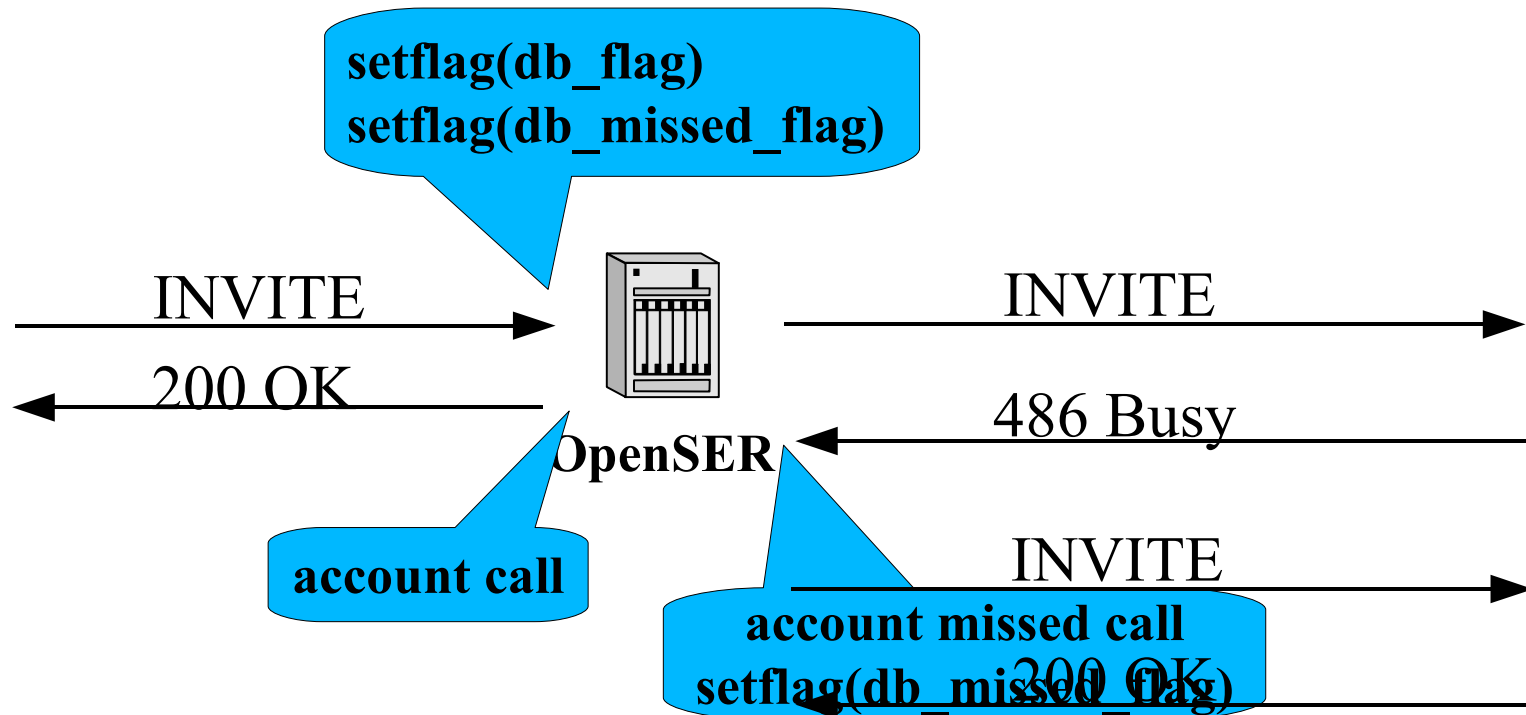 setflag(db_flag)
setflag(db_missed_flag)
INVITE
INVITE
200 OK
486 Busy
OpenSER
INVITE
account call
account missed call
200 OK
setflag(db_missed_flag)